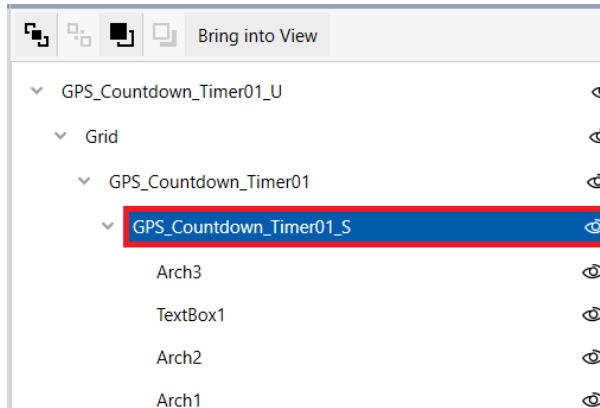 Bring into View
GPS_Countdown_Timer01_U
Grid
GPS_Countdown_Timer01
GPS_Countdown_Timer01_S
Arch3
TextBox1
Arch2
Arch1